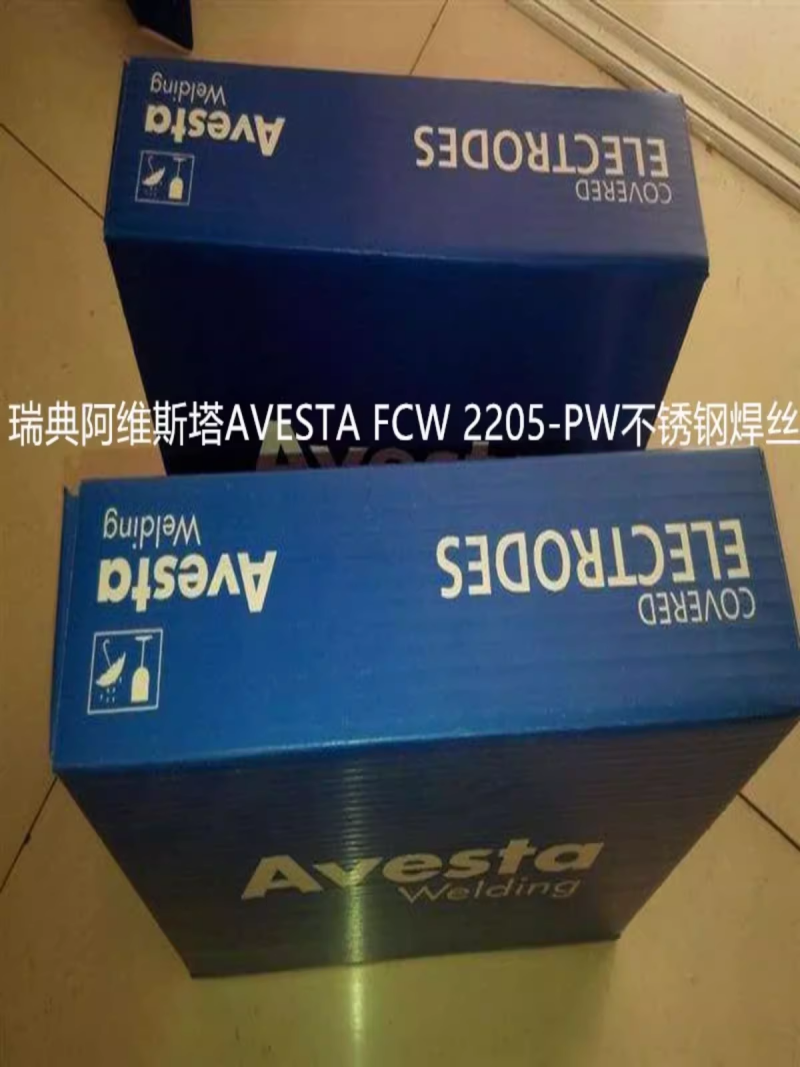 COVERED
ELECTRODES
Avesta
Welding
瑞典阿维斯塔AVESTA FCW 2205-PW不锈钢焊丝
Avesta
COVERED
ELECTRODES
Avesta
Welding
Avesta
Welding